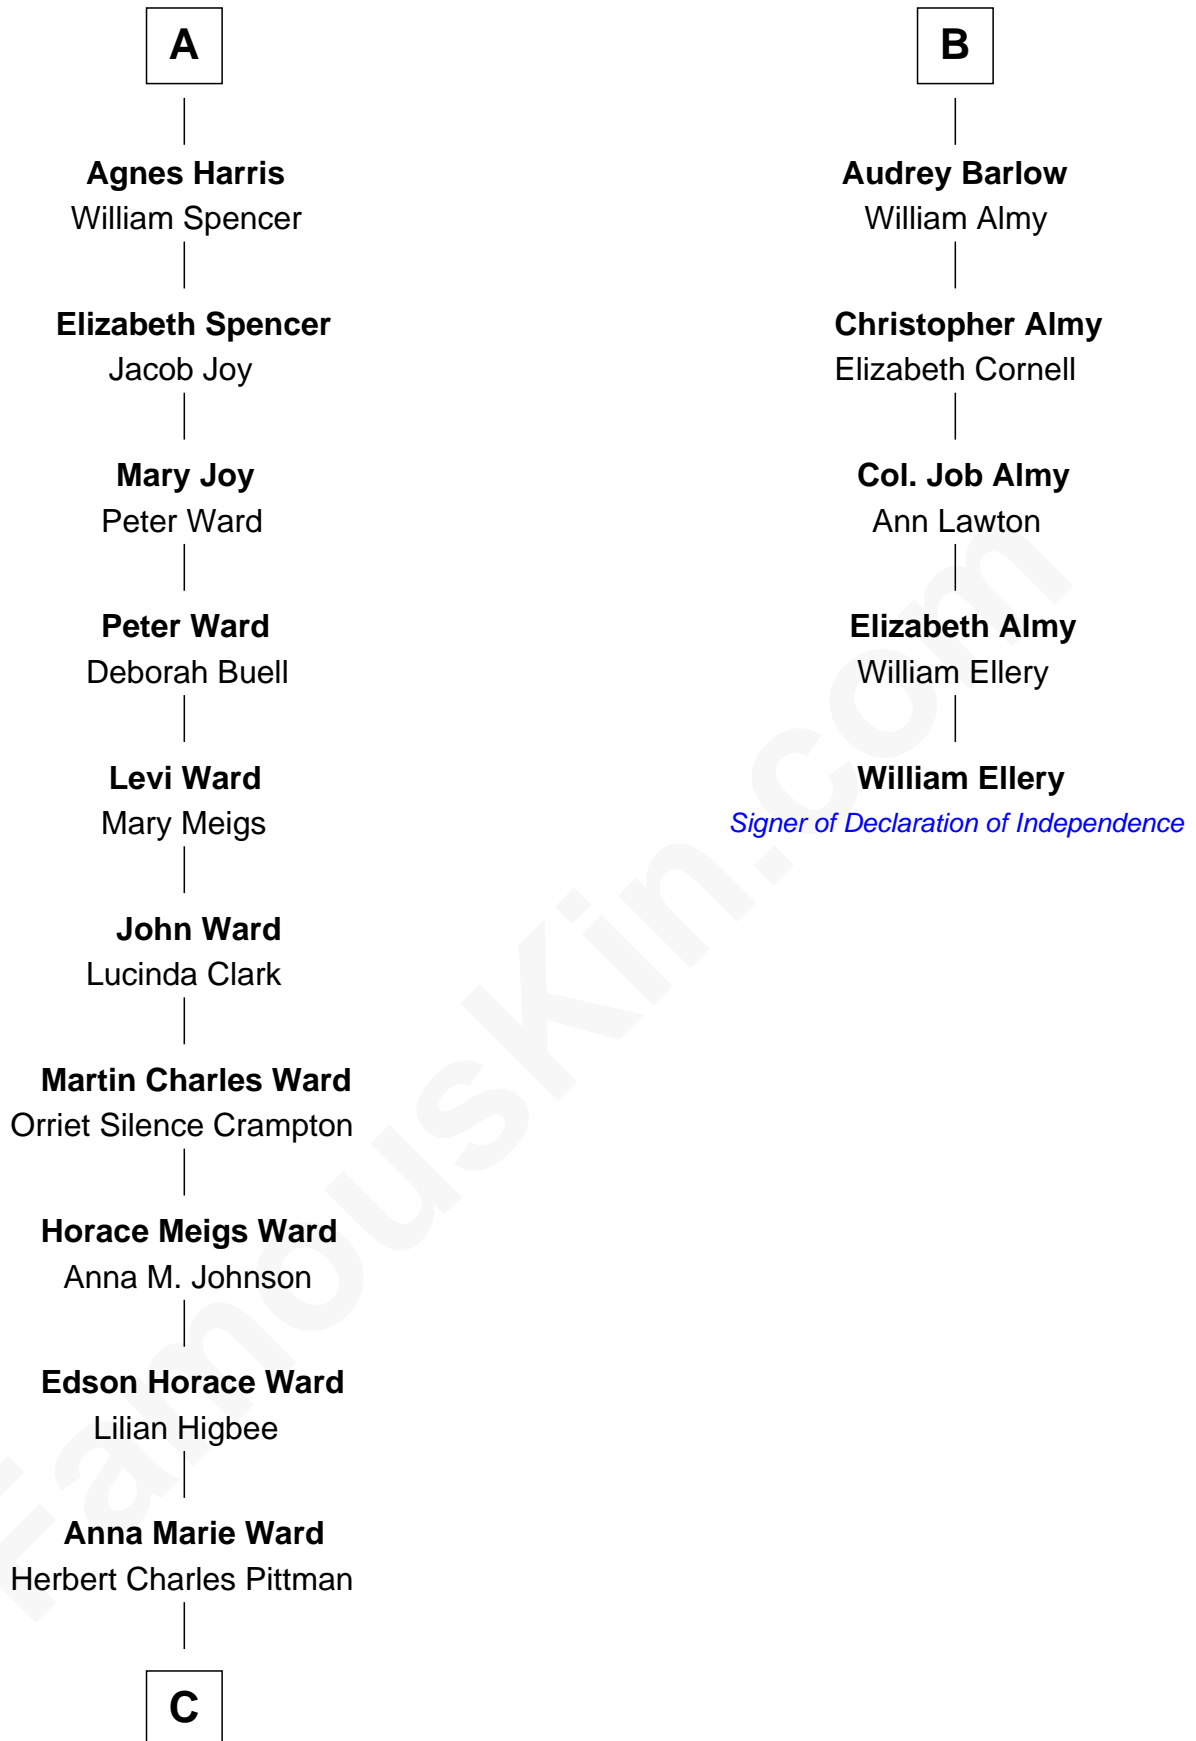 A
Agnes Harris
William Spencer
Elizabeth Spencer
Jacob Joy
Mary Joy
Peter Ward
Peter Ward
Deborah Buell
Levi Ward
Mary Meigs
John Ward
Lucinda Clark
Martin Charles Ward
Orriet Silence Crampton
Horace Meigs Ward
Anna M. Johnson
Edson Horace Ward
Lilian Higbee
Anna Marie Ward
Herbert Charles Pittman
C
B
Audrey Barlow
William Almy
Christopher Almy
Elizabeth Cornell
Col. Job Almy
Ann Lawton
Elizabeth Almy
William Ellery
William Ellery
Signer of Declaration of Independence
FamousKin.com